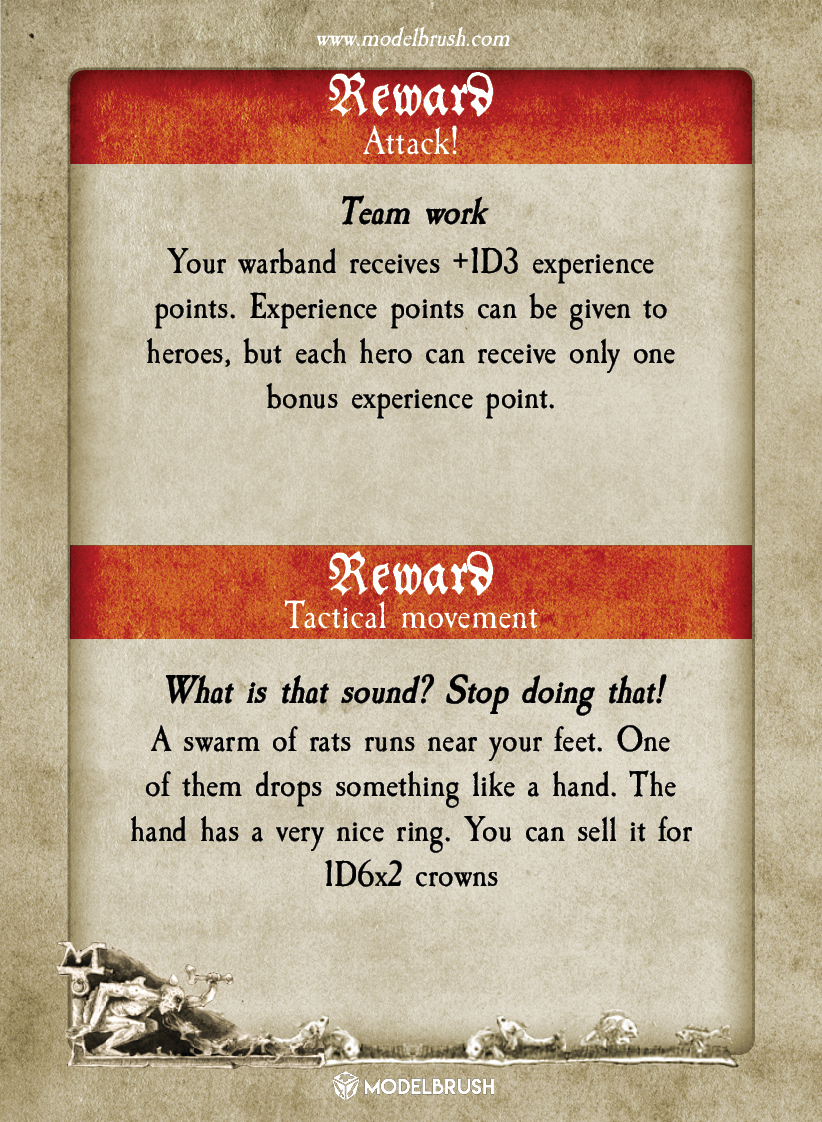 www.modelbrush.com
Reward
Attack!
Team work
Your warband receives +1D3 experience
points. Experience points can be given to
heroes, but each hero can receive only one
bonus experience point.
Reward
Tactical movement
What is that sound? Stop doing that!
A swarm of rats runs near your feet. One
of them drops something like a hand. The
hand has a very nice ring. You can sell it for
1D6x2 crowns
MODELBRUSH